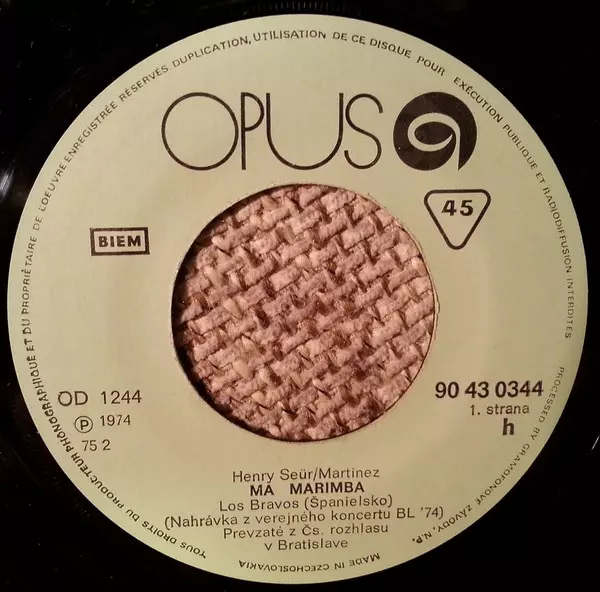 TOUS DROITS DU PRODUCTEUR PHONOGRAPHIQUE ET DU PROPRIÉTAIRE DE L'OEUVRE ENREGISTRÉE RÉSERVÉS DUPLICATION, UTILISATION DE CE DISQUE POUR EXÉCUTION PUBLIQUE ET RADIODIFFUSION INTERDITES
OPUS
BIEM
45
OD 1244
℗ 1974
75 2
90 43 0344
1. strana
h
Henry Seür/Martinez
MÁ MARIMBA
Los Bravos (Španielsko)
(Nahrávka z verejného koncertu BL '74)
Prevzaté z Čs. rozhlasu
v Bratislave
MADE IN CZECHOSLOVAKIA
PROCESSED BY GRAMOFONOVÉ ZÁVODY, N.P.